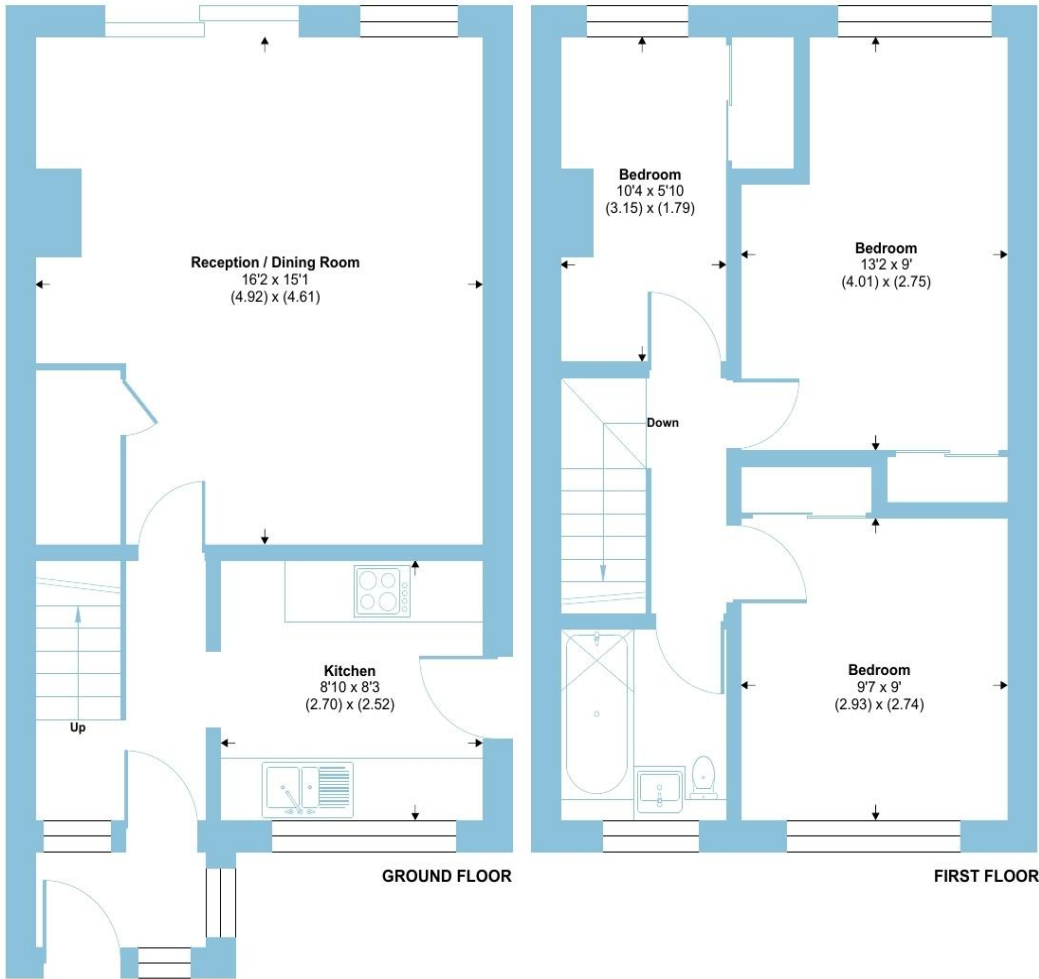 Reception / Dining Room
16'2 x 15'1
(4.92) x (4.61)
Kitchen
8'10 x 8'3
(2.70) x (2.52)
Up
GROUND FLOOR
Bedroom
10'4 x 5'10
(3.15) x (1.79)
Bedroom
13'2 x 9'
(4.01) x (2.75)
Down
Bedroom
9'7 x 9'
(2.93) x (2.74)
FIRST FLOOR